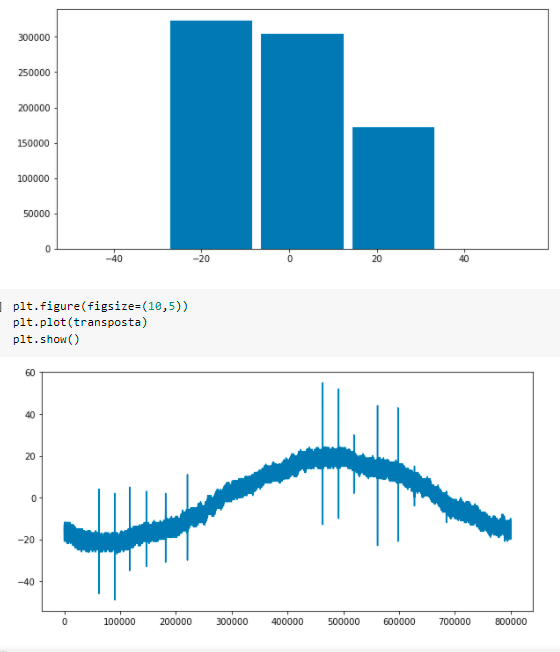 300000
250000
200000
150000
100000
50000
0
−40 −20 0 20 40
plt.figure(figsize=(10,5))
plt.plot(transposta)
plt.show()
60
40
20
0
−20
−40
0 100000 200000 300000 400000 500000 600000 700000 800000